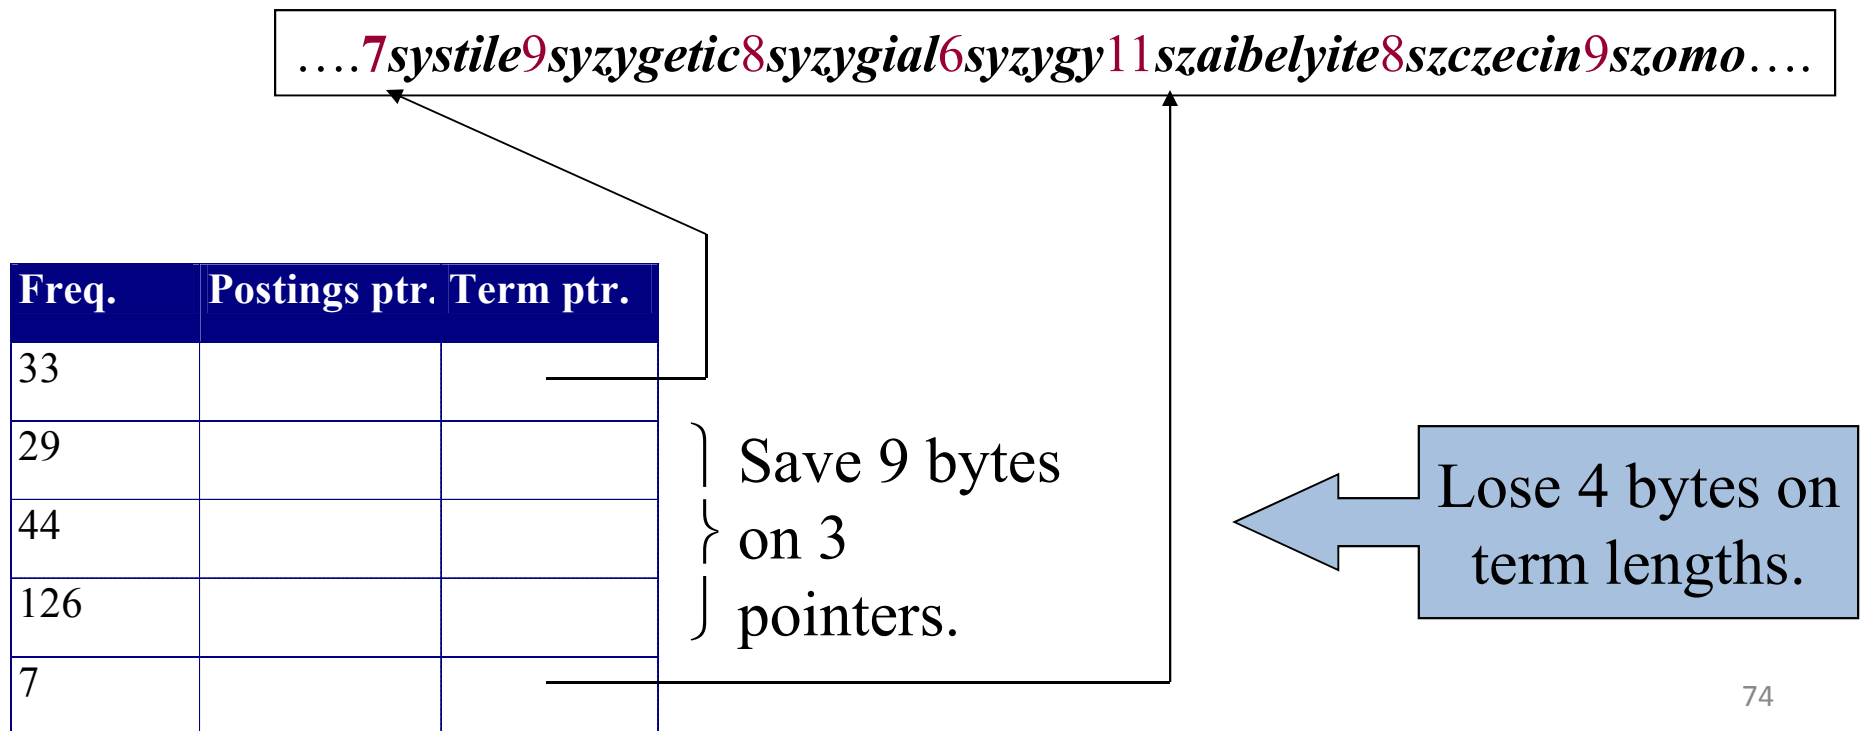 ....7systile9syzygetic8syzygial6syzygy11szaibelyite8szczecin9szomo....
Freq. Postings ptr. Term ptr.
33
29
44
126
7
Save 9 bytes
on 3
pointers.
Lose 4 bytes on
term lengths.
74